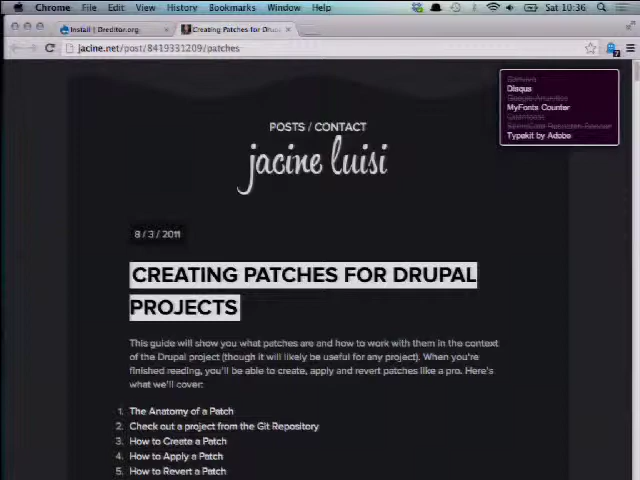 Chrome File Edit View History Bookmarks Window Help Sat 10:36
Install | Dreditor.org
Creating Patches for Drup
jacine.net/post/8419331209/patches
Disqus
Google Analytics
MyFonts Counter
Quantcast
Typekit by Adobe
POSTS / CONTACT
jacine luisi
8 / 3 / 2011
CREATING PATCHES FOR DRUPAL
PROJECTS
This guide will show you what patches are and how to work with them in the context
of the Drupal project (though it will likely be useful for any project). When you're
finished reading, you'll be able to create, apply and revert patches like a pro. Here's
what we'll cover:
1. The Anatomy of a Patch
2. Check out a project from the Git Repository
3. How to Create a Patch
4. How to Apply a Patch
5. How to Revert a Patch